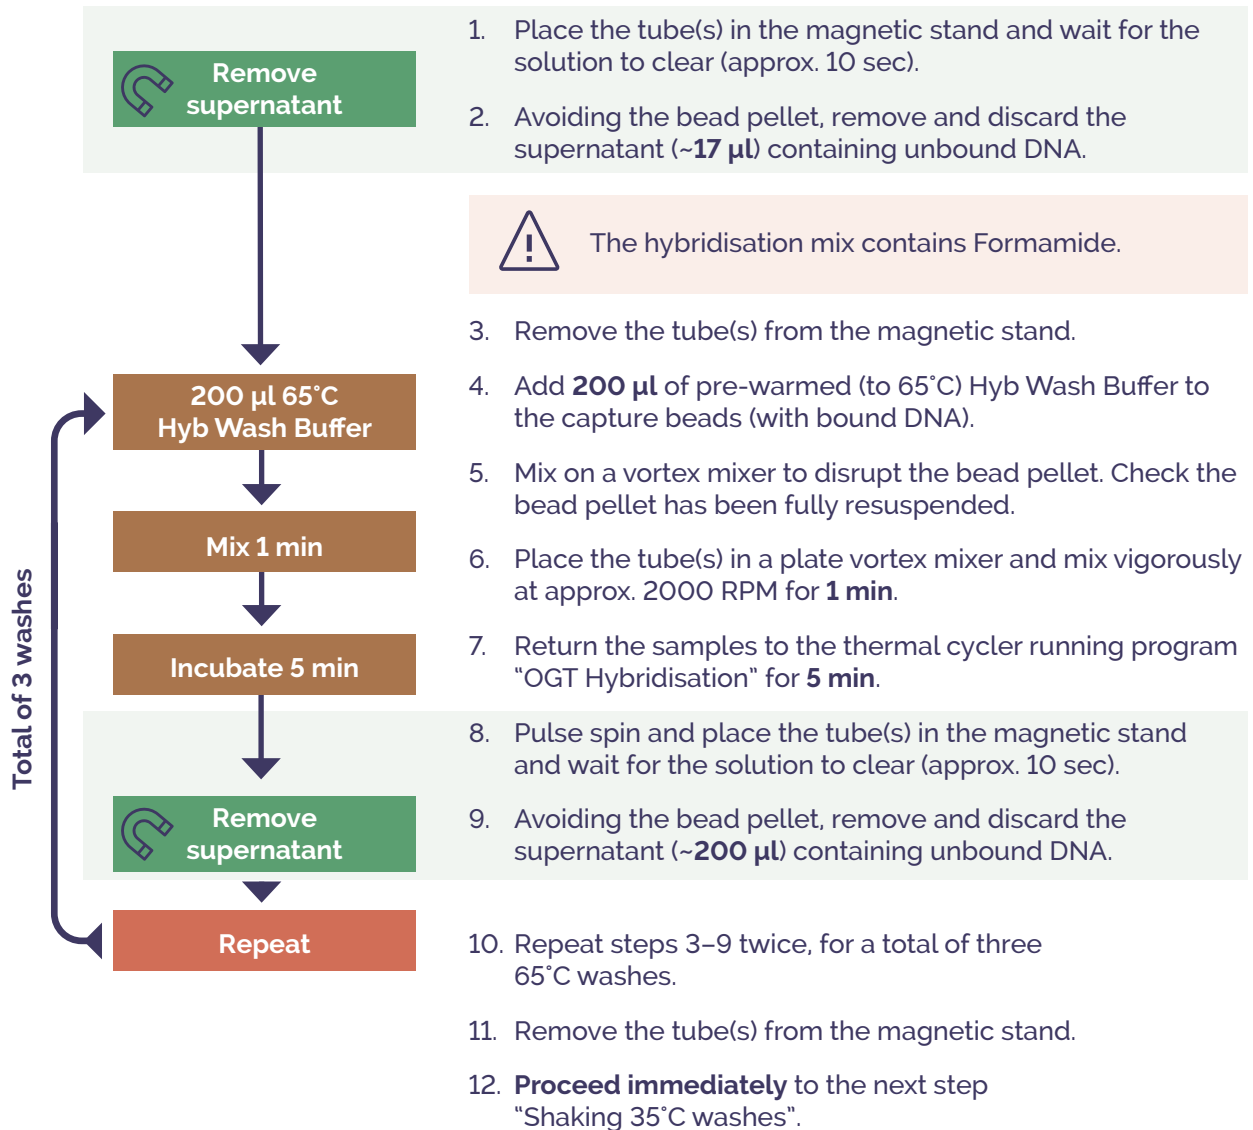 Remove
supernatant
1. Place the tube(s) in the magnetic stand and wait for the
solution to clear (approx. 10 sec).
2. Avoiding the bead pellet, remove and discard the
supernatant (~17 µl) containing unbound DNA.
The hybridisation mix contains Formamide.
3. Remove the tube(s) from the magnetic stand.
200 µl 65°C
Hyb Wash Buffer
4. Add 200 µl of pre-warmed (to 65°C) Hyb Wash Buffer to
the capture beads (with bound DNA).
5. Mix on a vortex mixer to disrupt the bead pellet. Check the
bead pellet has been fully resuspended.
Mix 1 min
6. Place the tube(s) in a plate vortex mixer and mix vigorously
at approx. 2000 RPM for 1 min.
Incubate 5 min
7. Return the samples to the thermal cycler running program
"OGT Hybridisation" for 5 min.
Total of 3 washes
8. Pulse spin and place the tube(s) in the magnetic stand
and wait for the solution to clear (approx. 10 sec).
Remove
supernatant
9. Avoiding the bead pellet, remove and discard the
supernatant (~200 µl) containing unbound DNA.
Repeat
10. Repeat steps 3–9 twice, for a total of three
65°C washes.
11. Remove the tube(s) from the magnetic stand.
12. Proceed immediately to the next step
"Shaking 35°C washes".